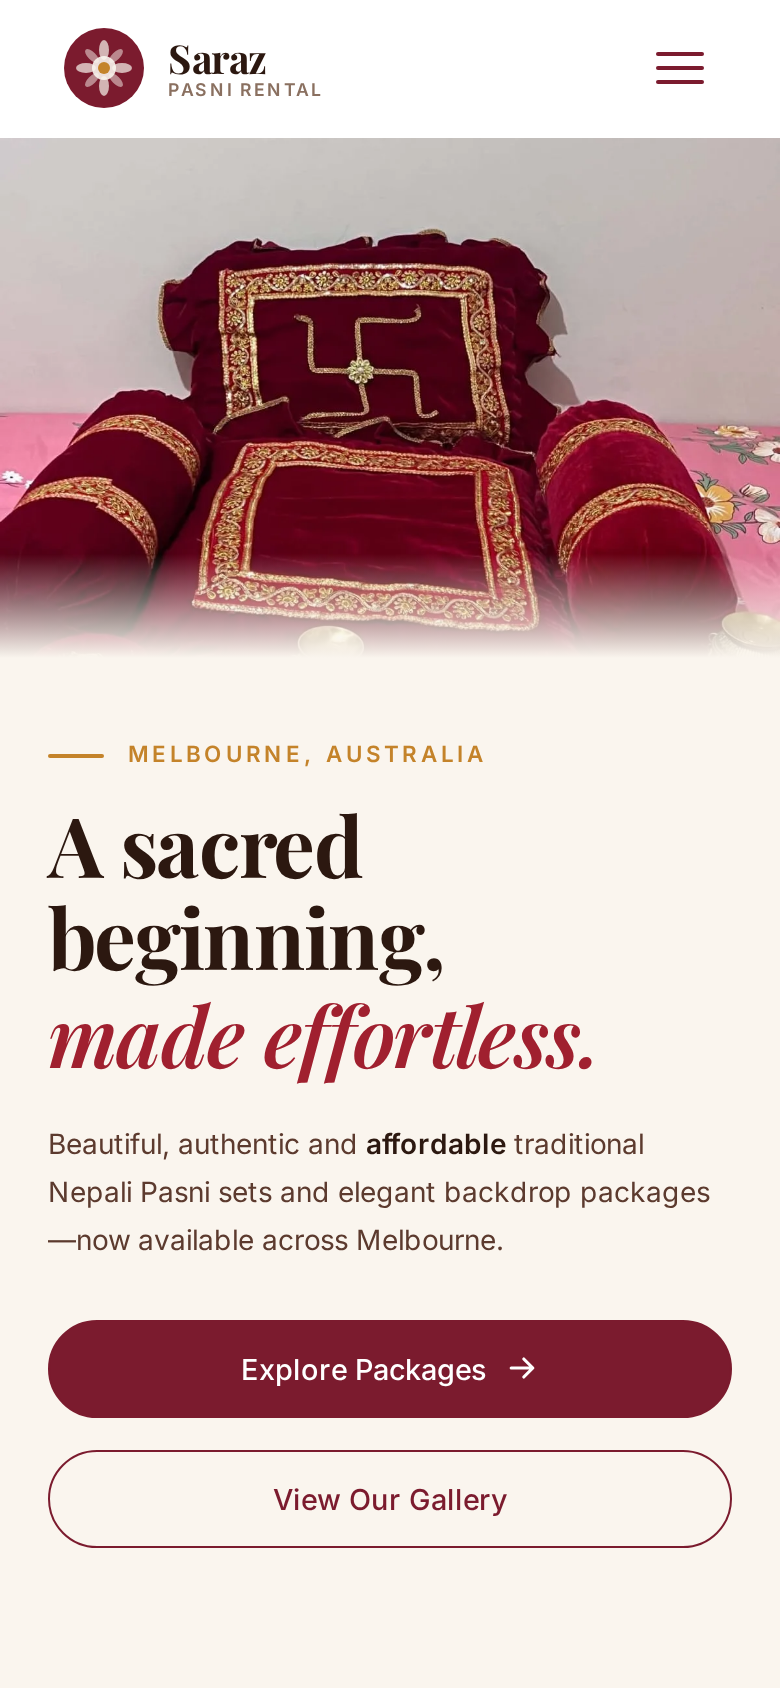 Saraz
PASNI RENTAL
MELBOURNE, AUSTRALIA
A sacred
beginning,
made effortless.
Beautiful, authentic and affordable traditional
Nepali Pasni sets and elegant backdrop packages
—now available across Melbourne.
Explore Packages →
View Our Gallery